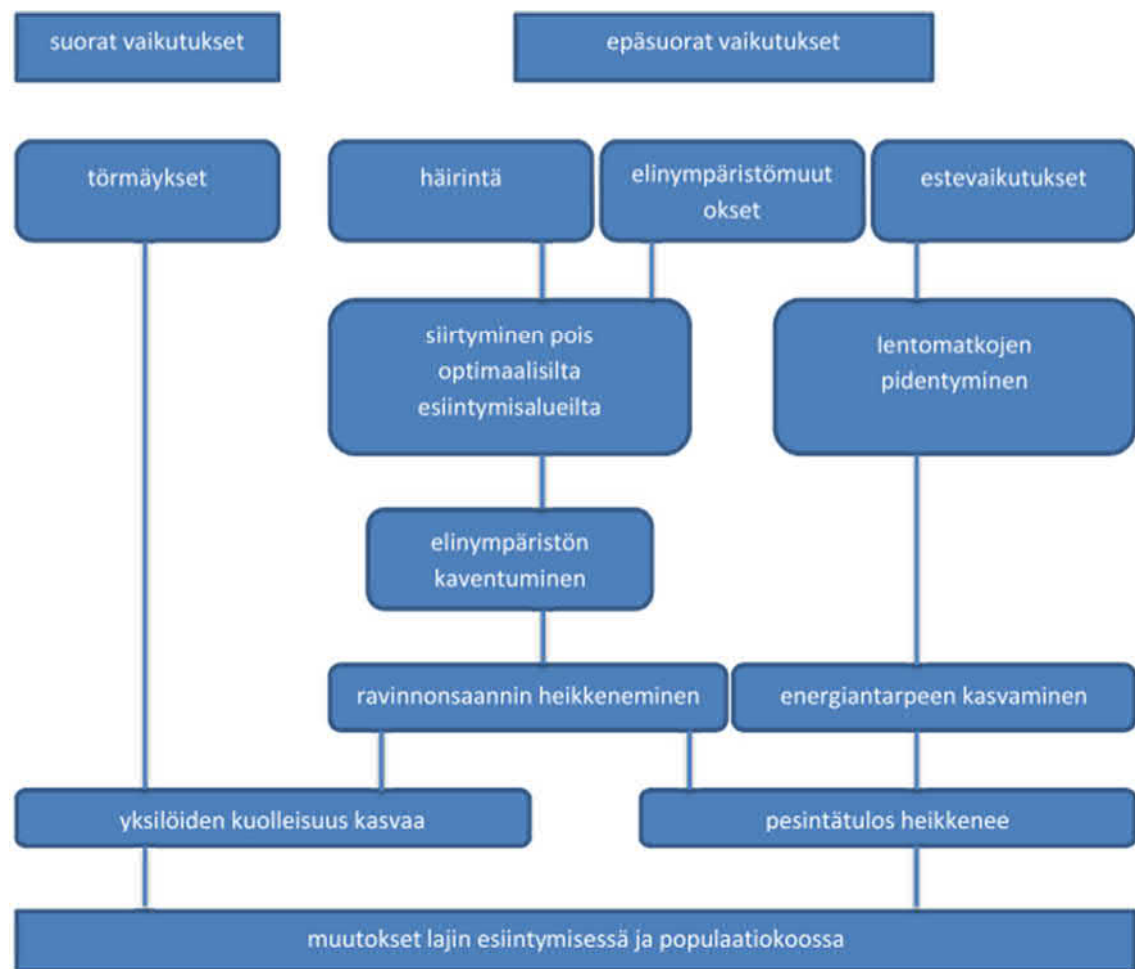 suorat vaikutukset
epäsuorat vaikutukset
törmäykset
häirintä
elinympäristömuut
okset
estevaikutukset
siirtyminen pois
optimaalisilta
esiintymisalueilta
lentomatkojen
pidentyminen
elinympäristön
kaventuminen
ravinnonsaannin heikkeneminen
energiantarpeen kasvaminen
yksilöiden kuolleisuus kasvaa
pesintätulos heikkenee
muutokset lajin esiintymisessä ja populaatiokoossa